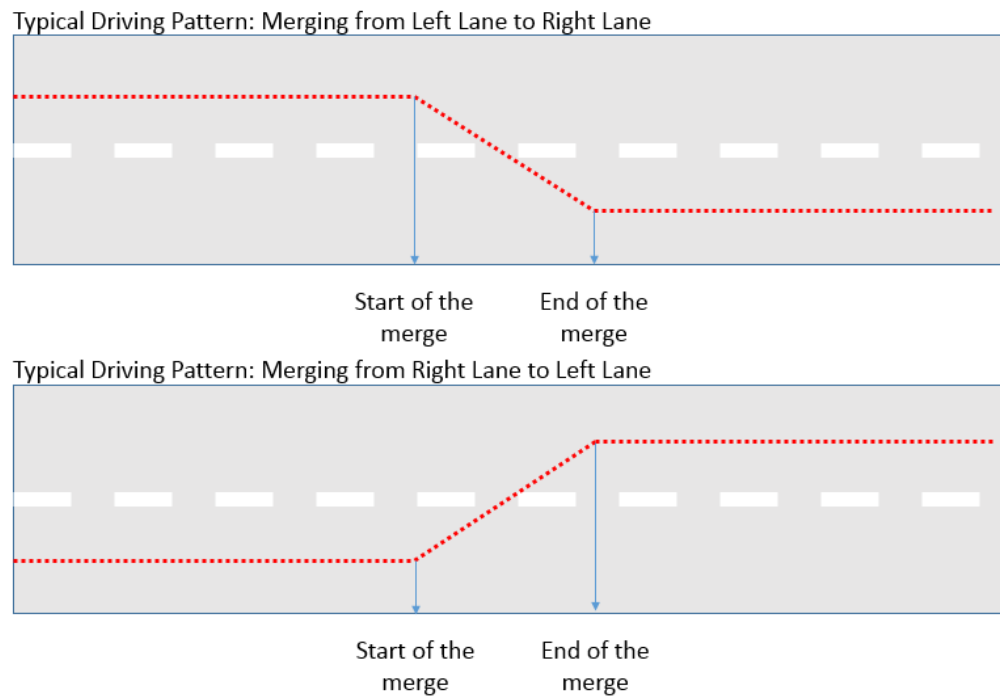 Typical Driving Pattern: Merging from Left Lane to Right Lane
Start of the
merge
End of the
merge
Typical Driving Pattern: Merging from Right Lane to Left Lane
Start of the
merge
End of the
merge